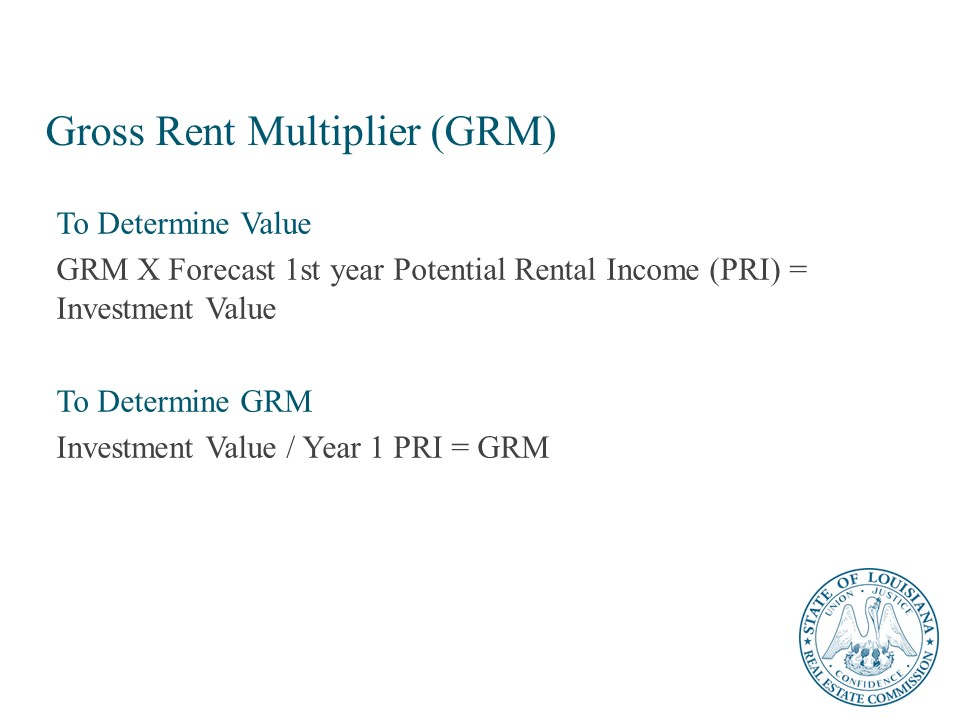 Gross Rent Multiplier (GRM)
To Determine Value
GRM X Forecast 1st year Potential Rental Income (PRI) =
Investment Value
To Determine GRM
Investment Value / Year 1 PRI = GRM
STATE OF LOUISIANA
UNION · JUSTICE
CONFIDENCE
REAL ESTATE COMMISSION